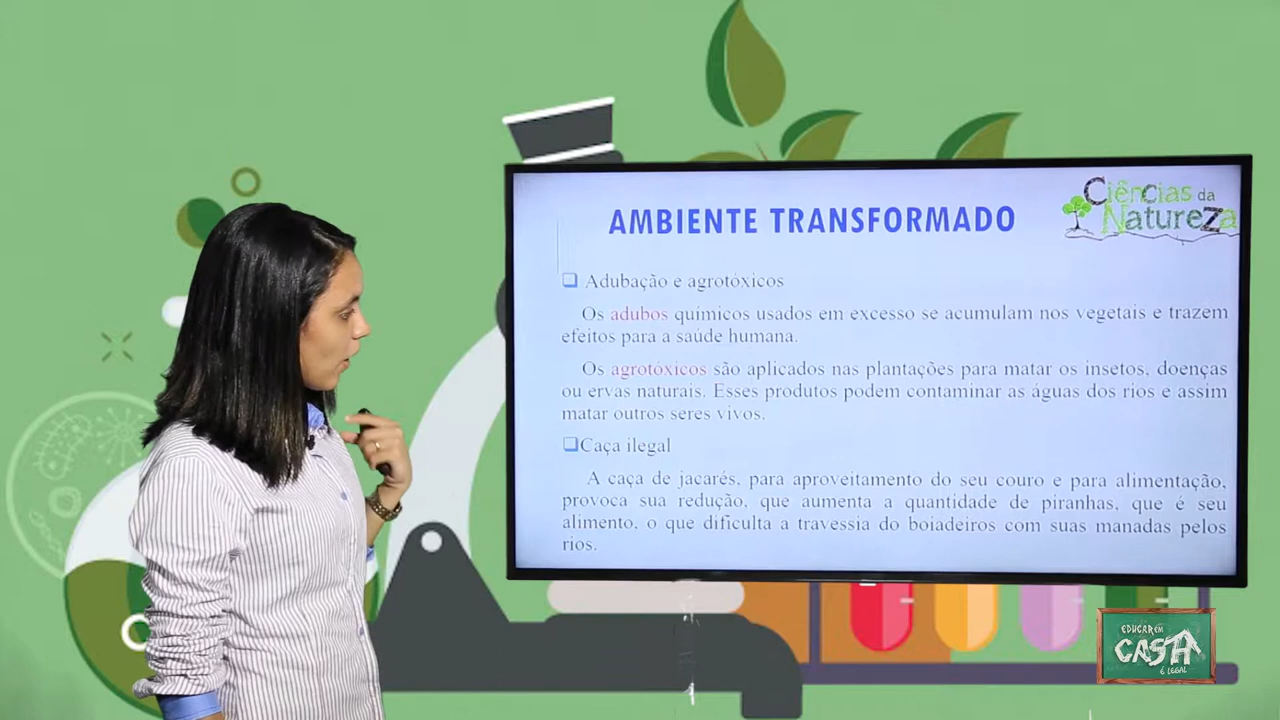 Ciências da
Natureza
AMBIENTE TRANSFORMADO
Adubação e agrotóxicos
Os adubos químicos usados em excesso se acumulam nos vegetais e trazem
efeitos para a saúde humana.
Os agrotóxicos são aplicados nas plantações para matar os insetos, doenças
ou ervas naturais. Esses produtos podem contaminar as águas dos rios e assim
matar outros seres vivos.
Caça ilegal
A caça de jacarés, para aproveitamento do seu couro e para alimentação,
provoca sua redução, que aumenta a quantidade de piranhas, que é seu
alimento, o que dificulta a travessia do boiadeiros com suas manadas pelos
rios.
EDUCAR EM
CASA
É LEGAL